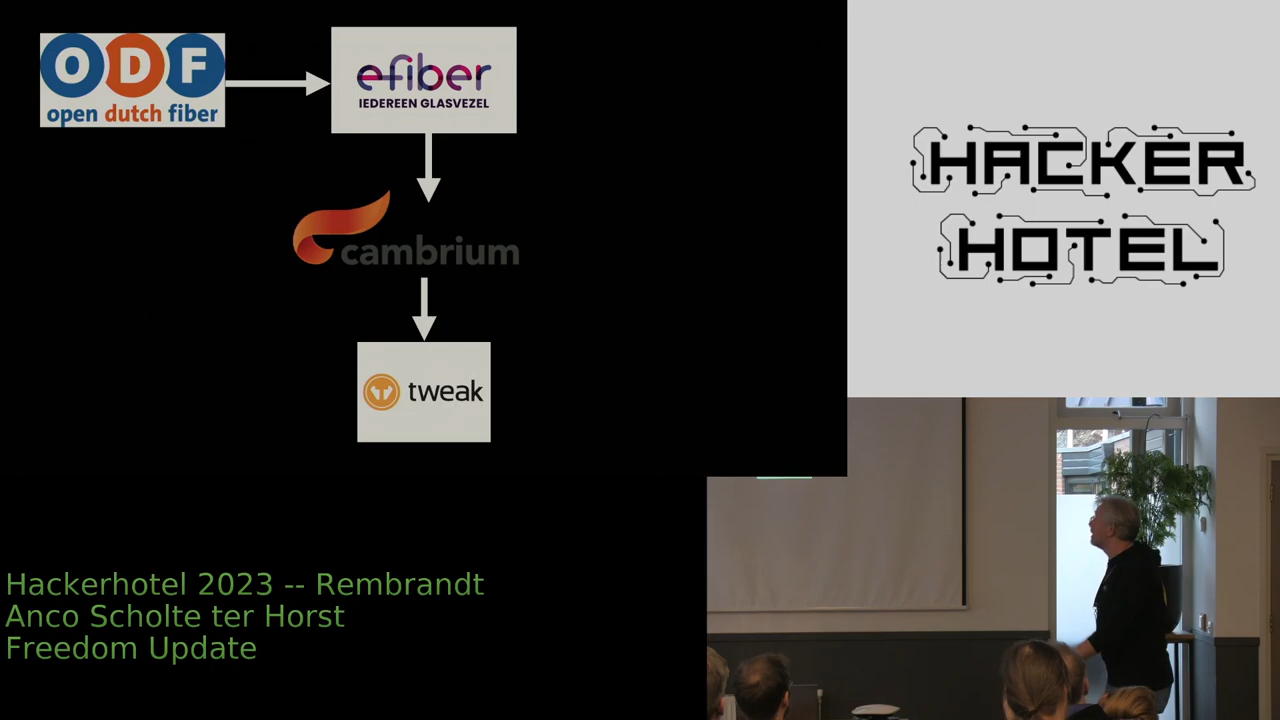 ODF
open dutch fiber
efiber
IEDEREEN GLASVEZEL
cambrium
tweak
HACKER
HOTEL
Hackerhotel 2023 -- Rembrandt
Anco Scholte ter Horst
Freedom Update